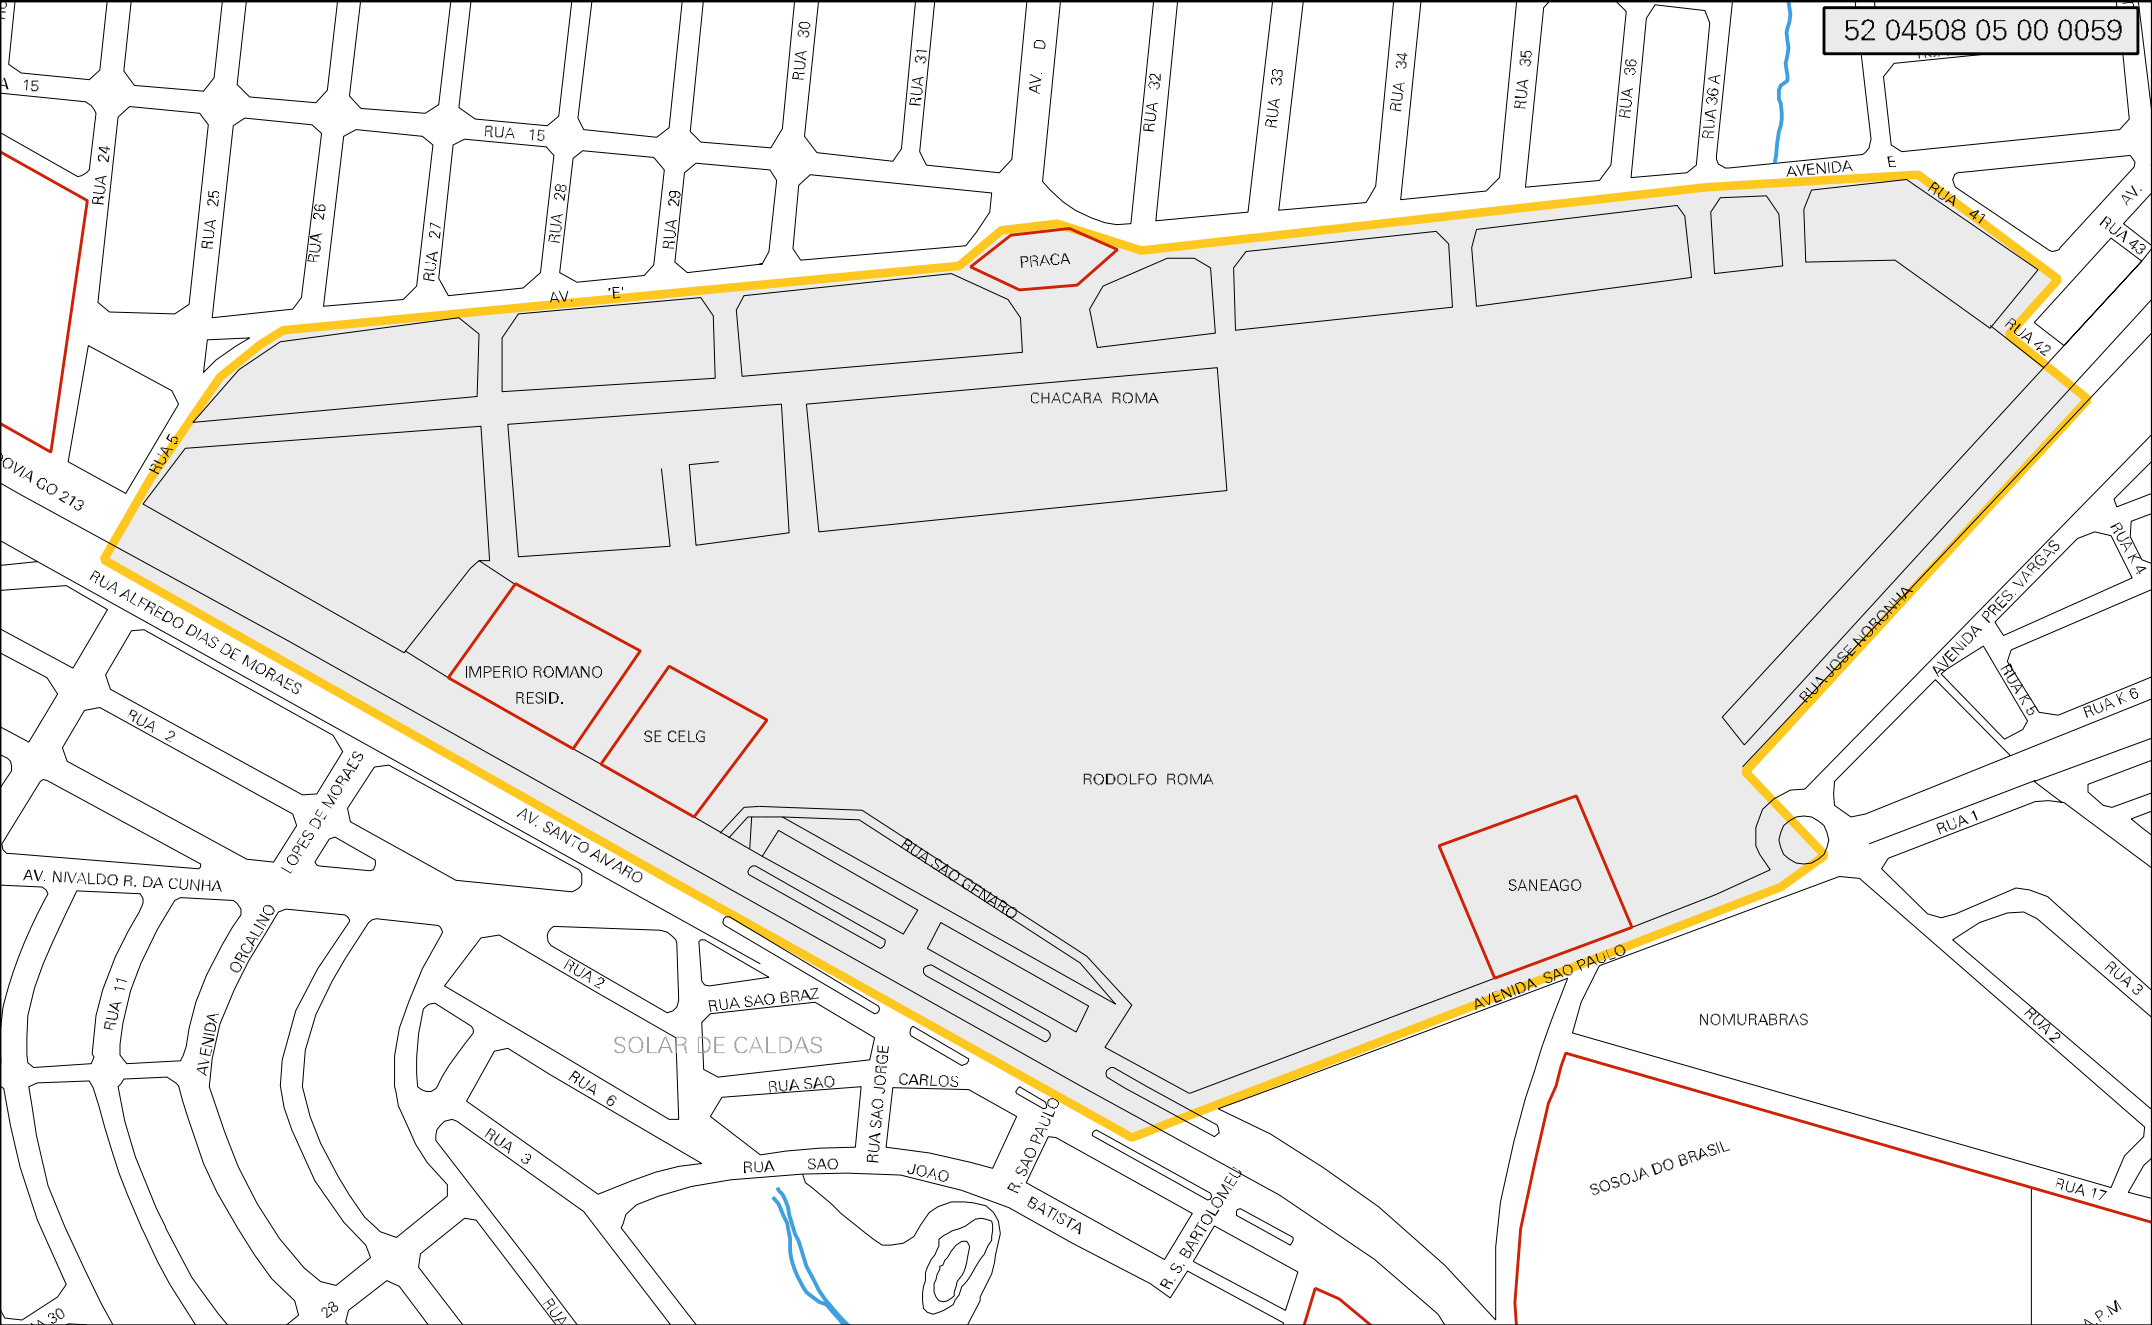 52 04508 05 00 0059
RUA 30
RUA 31
AV. D
RUA 32
RUA 33
RUA 34
RUA 35
RUA 36
RUA 36 A
A 15
RUA 15
RUA 24
RUA 25
RUA 26
RUA 27
RUA 28
RUA 29
AVENIDA E
RUA 41
AV.
RUA 43
RUA 42
PRACA
AV. 'E'
CHACARA ROMA
RUA 5
OVIA GO 213
RUA ALFREDO DIAS DE MORAES
IMPERIO ROMANO
RESID.
SE CELG
RODOLFO ROMA
RUA JOSE NORONHA
AVENIDA PRES. VARGAS
RUA K 4
RUA K 5
RUA K 6
RUA 1
RUA 2
LOPES DE MORAES
AV. SANTO AMARO
RUA SAO GENARO
SANEAGO
AVENIDA SAO PAULO
AV. NIVALDO R. DA CUNHA
ORCALINO
AVENIDA
RUA 11
RUA 2
RUA SAO BRAZ
SOLAR DE CALDAS
NOMURABRAS
RUA 3
RUA 2
RUA 6
RUA SAO CARLOS
RUA SAO JORGE
RUA 3
RUA SAO JOAO BATISTA
R. SAO PAULO
R. S. BARTOLOMEU
SOSOJA DO BRASIL
RUA 17
A 30
28
RUA
A.P.M